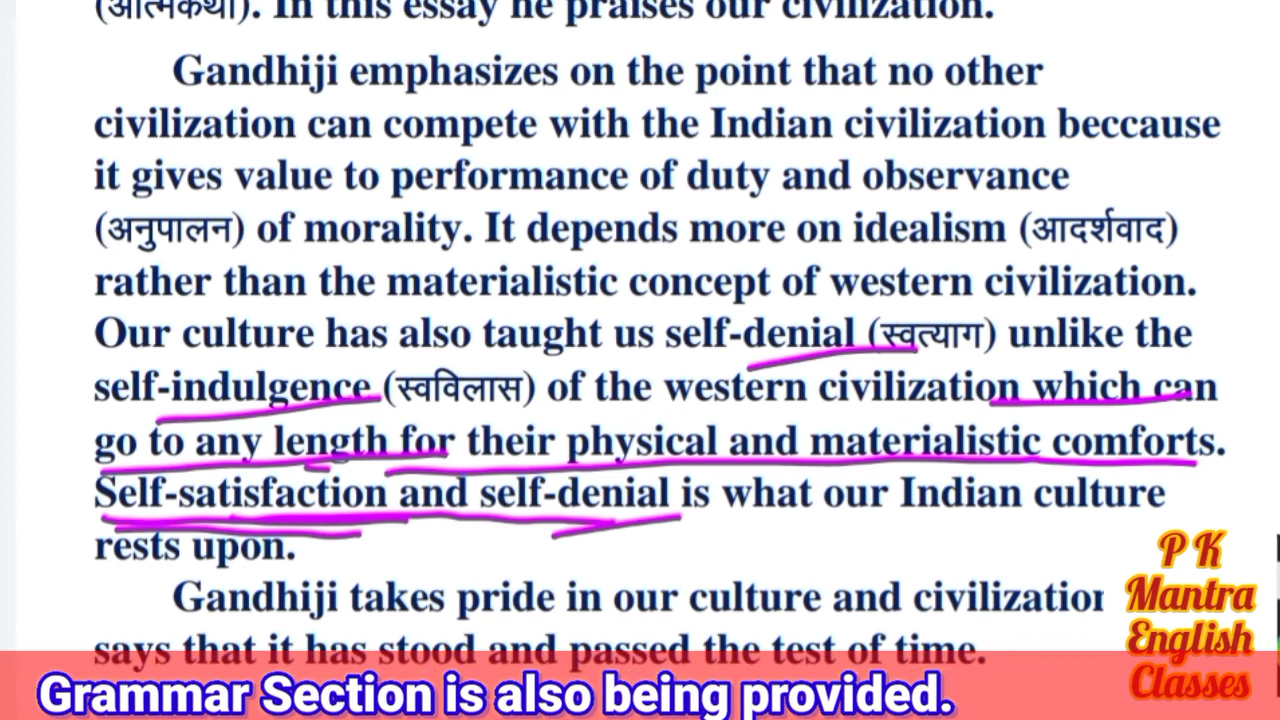 (आत्मकथा). In this essay he praises our civilization.
Gandhiji emphasizes on the point that no other
civilization can compete with the Indian civilization beccause
it gives value to performance of duty and observance
(अनुपालन) of morality. It depends more on idealism (आदर्शवाद)
rather than the materialistic concept of western civilization.
Our culture has also taught us self-denial (स्वत्याग) unlike the
self-indulgence (स्वविलास) of the western civilization which can
go to any length for their physical and materialistic comforts.
Self-satisfaction and self-denial is what our Indian culture
rests upon.
Gandhiji takes pride in our culture and civilization
says that it has stood and passed the test of time.
P K
Mantra
English
Classes
Grammar Section is also being provided.